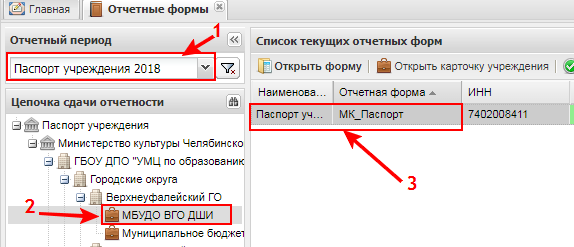 Главная
Отчетные формы
Отчетный период
1
Паспорт учреждения 2018
Цепочка сдачи отчетности
Паспорт учреждения
Министерство культуры Челябинско
ГБОУ ДПО "УМЦ по образованию
Городские округа
Верхнеуфалейский ГО
2
МБУДО ВГО ДШИ
Муниципальное бюджет
Список текущих отчетных форм
Открыть форму
Открыть карточку учреждения
Наименова...
Отчетная форма
ИНН
Паспорт уч...
МК_Паспорт
7402008411
3